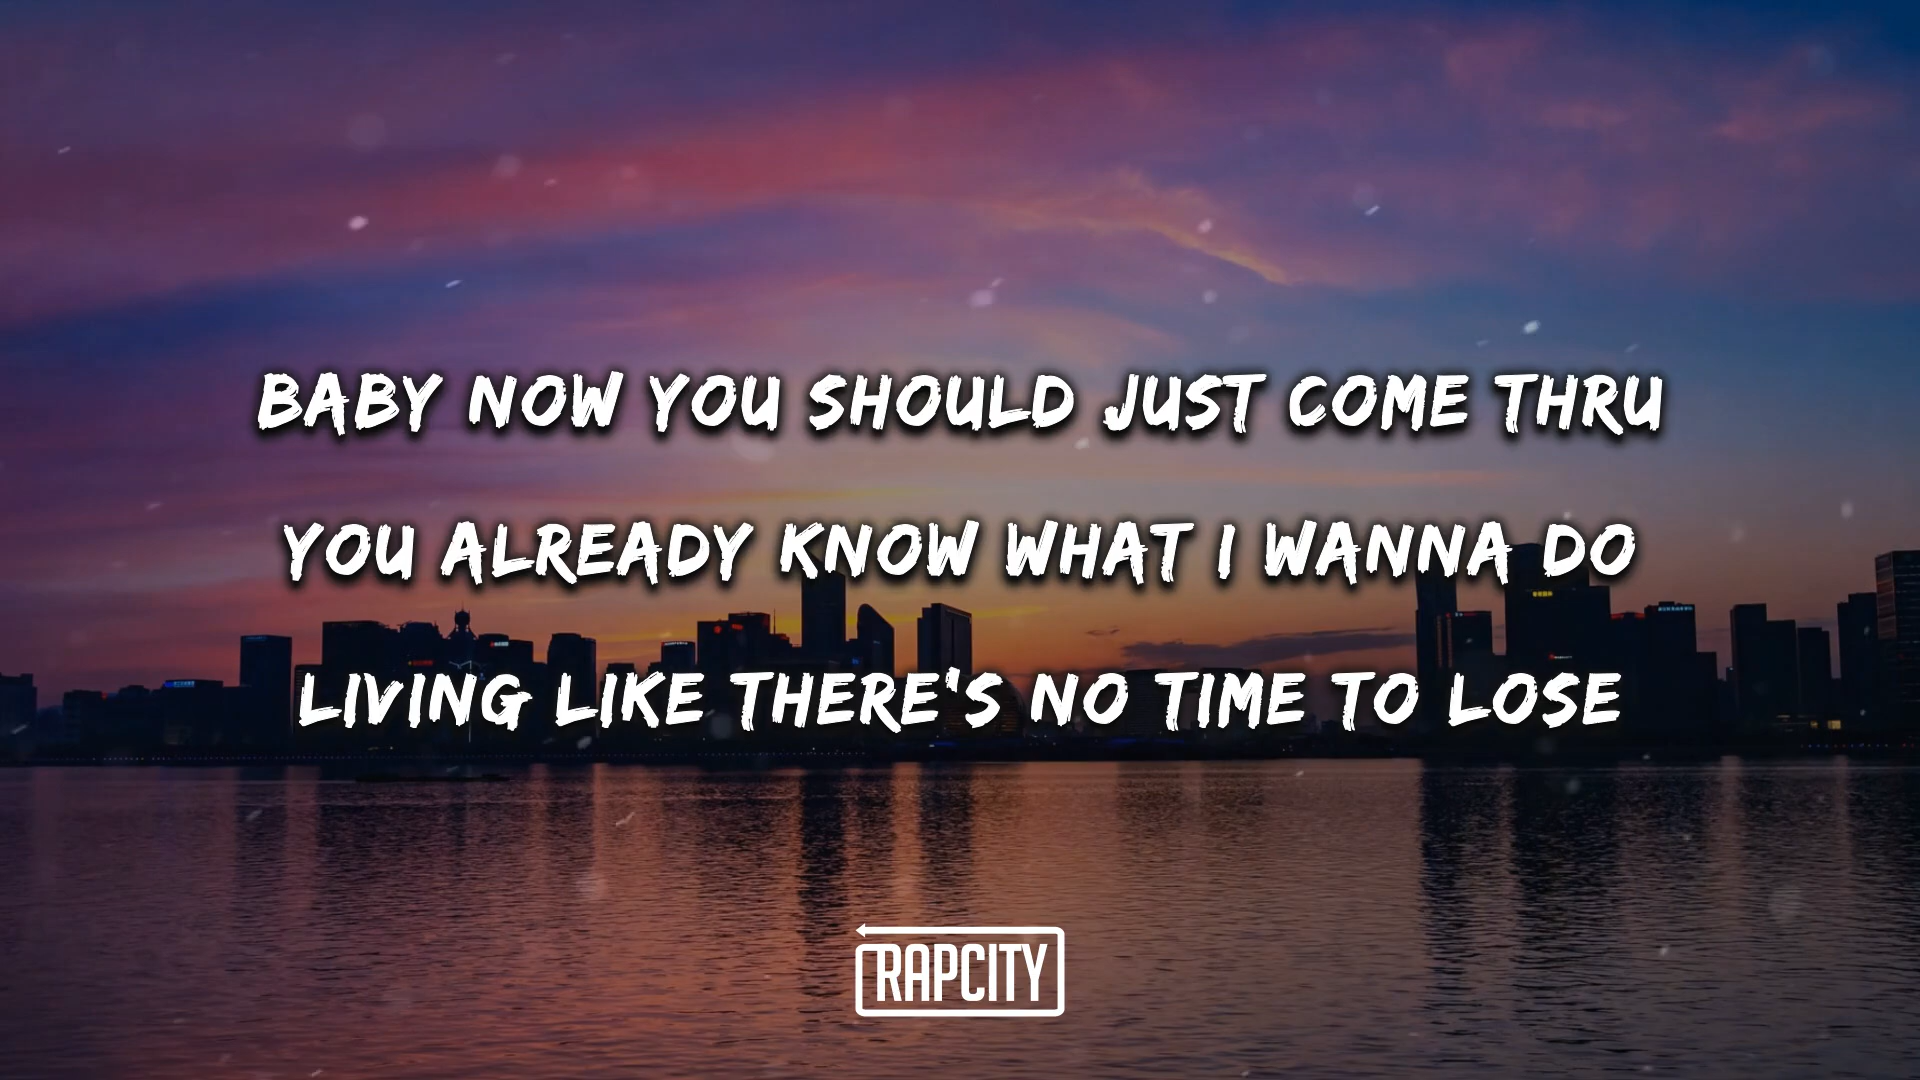 BABY NOW YOU SHOULD JUST COME THRU
YOU ALREADY KNOW WHAT I WANNA DO
LIVING LIKE THERE'S NO TIME TO LOSE
RAPCITY